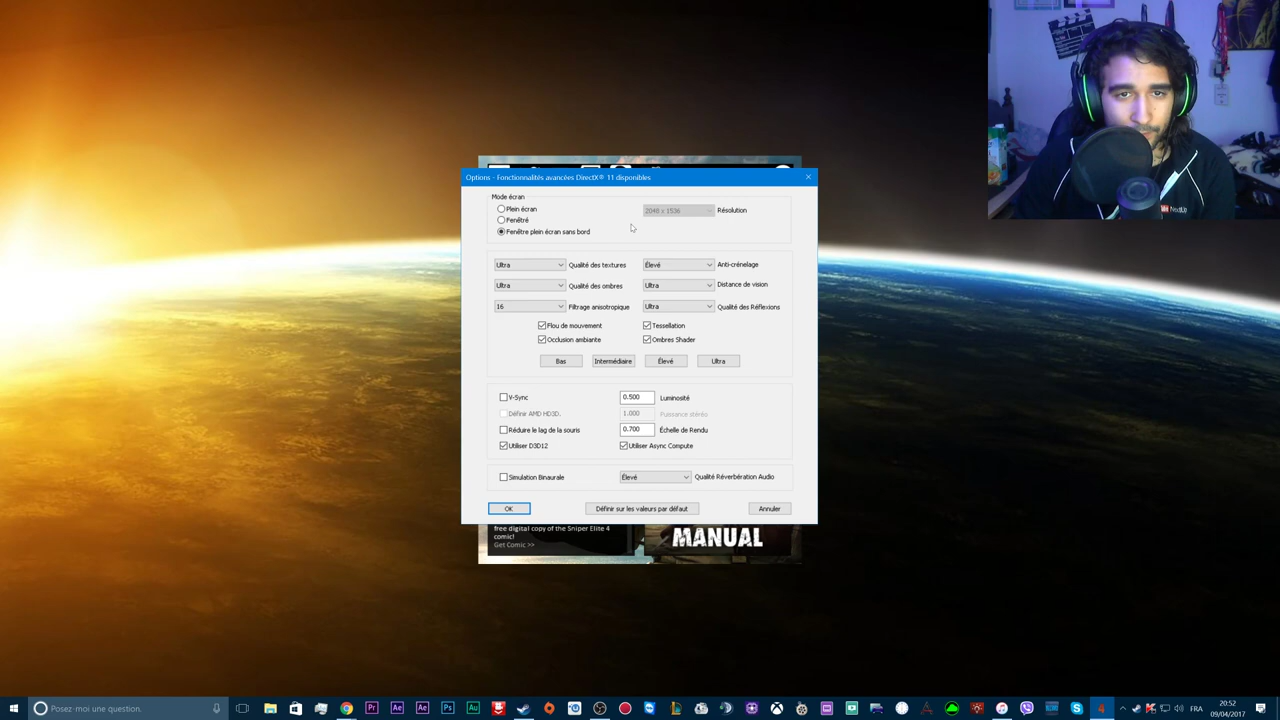 Options - Fonctionnalités avancées DirectX® 11 disponibles
Mode écran
Plein écran
Fenêtré
Fenêtre plein écran sans bord
2048 x 1536 Résolution
Ultra Qualité des textures
Élevé Anti-crénelage
Ultra Qualité des ombres
Ultra Distance de vision
16 Filtrage anisotropique
Ultra Qualité des Réflexions
Flou de mouvement
Tessellation
Occlusion ambiante
Ombres Shader
Bas Intermédiaire Élevé Ultra
V-Sync
0.500 Luminosité
Définir AMD HD3D.
1.000 Puissance stéréo
Réduire le lag de la souris
0.700 Échelle de Rendu
Utiliser D3D12
Utiliser Async Compute
Simulation Binaurale
Élevé Qualité Réverbération Audio
OK Définir sur les valeurs par défaut Annuler
free digital copy of the Sniper Elite 4
comic!
Get Comic >>
MANUAL
Posez-moi une question.
Pr Ae Ae Ps Au
FRA
20:52
09/04/2017